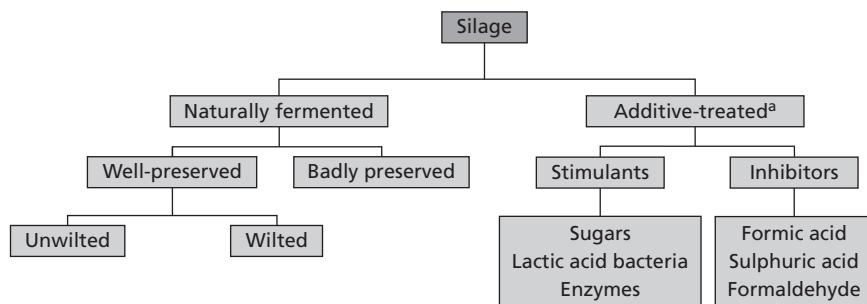 Silage
Naturally fermented
Additive-treatedᵃ
Well-preserved
Badly preserved
Stimulants
Inhibitors
Unwilted
Wilted
Sugars
Lactic acid bacteria
Enzymes
Formic acid
Sulphuric acid
Formaldehyde